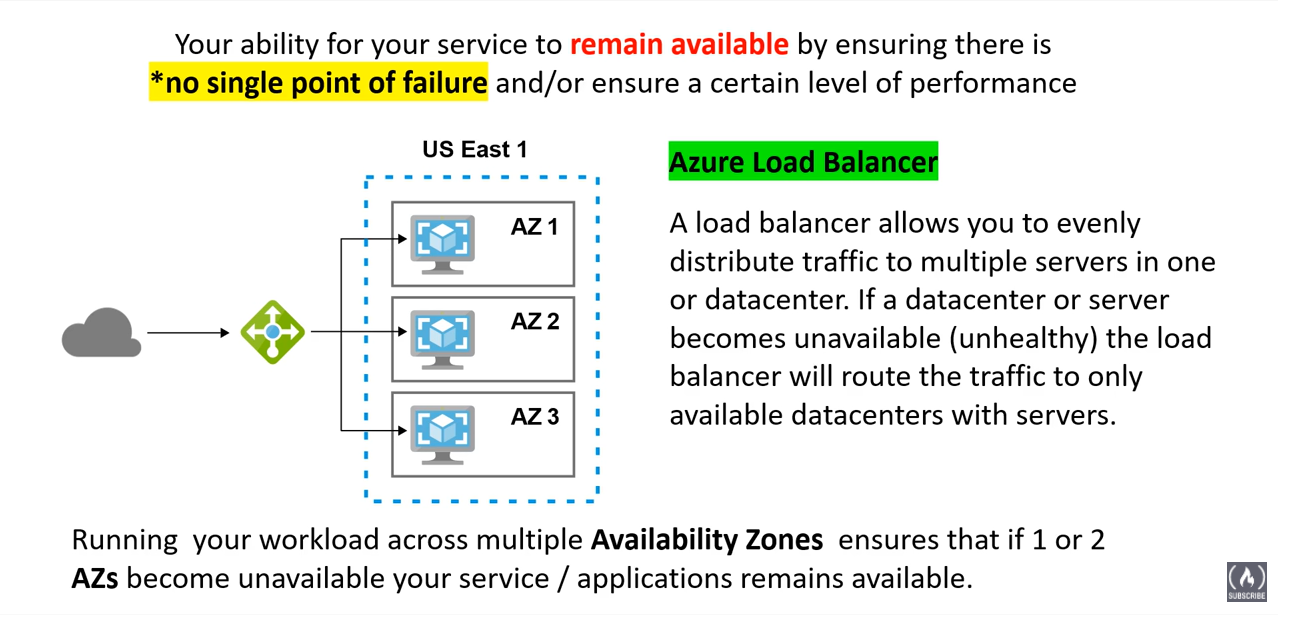 Your ability for your service to remain available by ensuring there is
*no single point of failure and/or ensure a certain level of performance
US East 1
AZ 1
AZ 2
AZ 3
Azure Load Balancer
A load balancer allows you to evenly
distribute traffic to multiple servers in one
or datacenter. If a datacenter or server
becomes unavailable (unhealthy) the load
balancer will route the traffic to only
available datacenters with servers.
Running your workload across multiple Availability Zones ensures that if 1 or 2
AZs become unavailable your service / applications remains available.
SUBSCRIBE